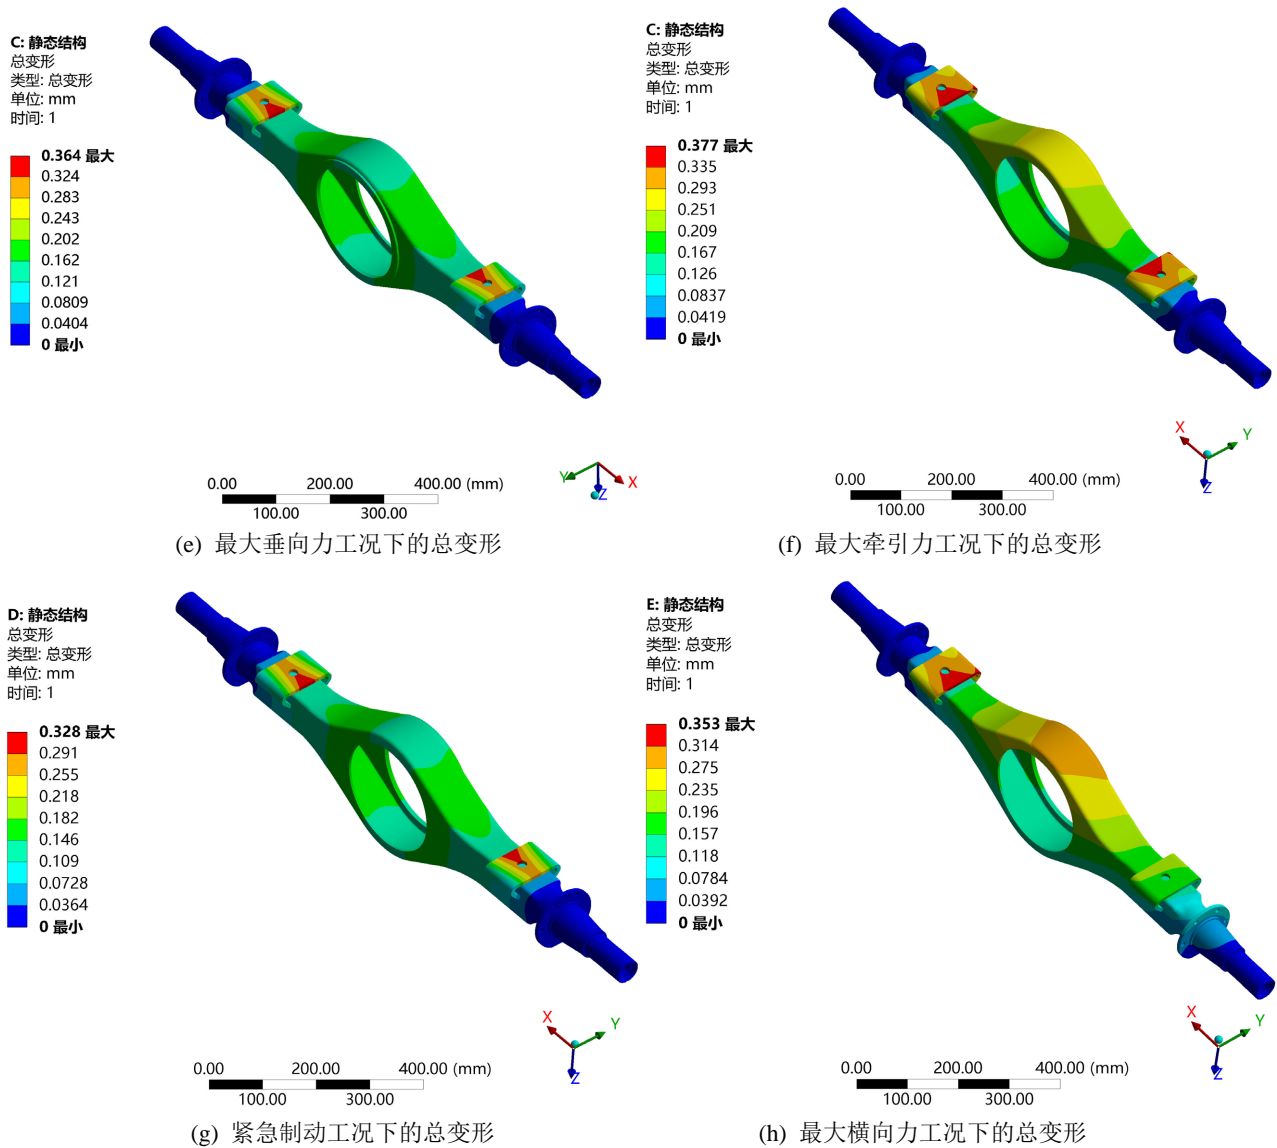 C: 静态结构
总变形
类型: 总变形
单位: mm
时间: 1
0.364 最大
0.324
0.283
0.243
0.202
0.162
0.121
0.0809
0.0404
0 最小
0.00 200.00 400.00 (mm)
100.00 300.00
Y X Z
(e) 最大垂向力工况下的总变形
C: 静态结构
总变形
类型: 总变形
单位: mm
时间: 1
0.377 最大
0.335
0.293
0.251
0.209
0.167
0.126
0.0837
0.0419
0 最小
X Y Z
0.00 200.00 400.00 (mm)
100.00 300.00
(f) 最大牵引力工况下的总变形
D: 静态结构
总变形
类型: 总变形
单位: mm
时间: 1
0.328 最大
0.291
0.255
0.218
0.182
0.146
0.109
0.0728
0.0364
0 最小
X Y Z
0.00 200.00 400.00 (mm)
100.00 300.00
(g) 紧急制动工况下的总变形
E: 静态结构
总变形
类型: 总变形
单位: mm
时间: 1
0.353 最大
0.314
0.275
0.235
0.196
0.157
0.118
0.0784
0.0392
0 最小
X Y Z
0.00 200.00 400.00 (mm)
100.00 300.00
(h) 最大横向力工况下的总变形